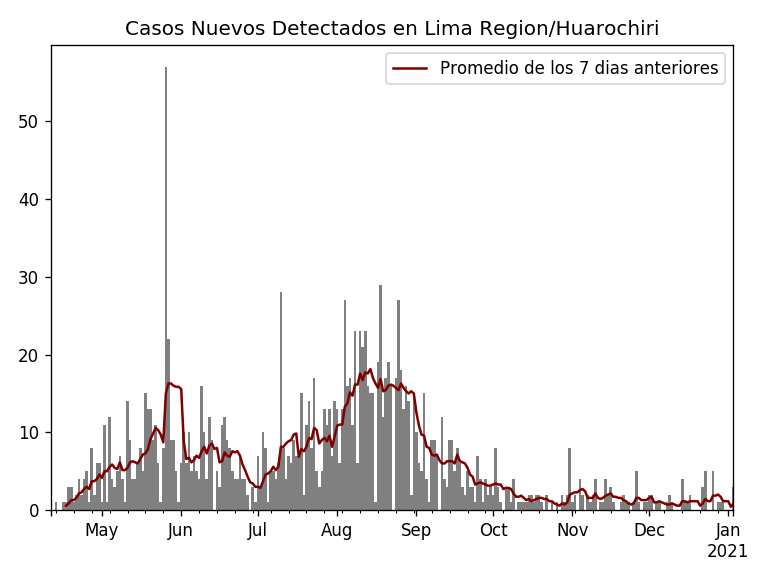 Casos Nuevos Detectados en Lima Region/Huarochiri
Promedio de los 7 dias anteriores
50
40
30
20
10
0
May Jun Jul Aug Sep Oct Nov Dec Jan
2021